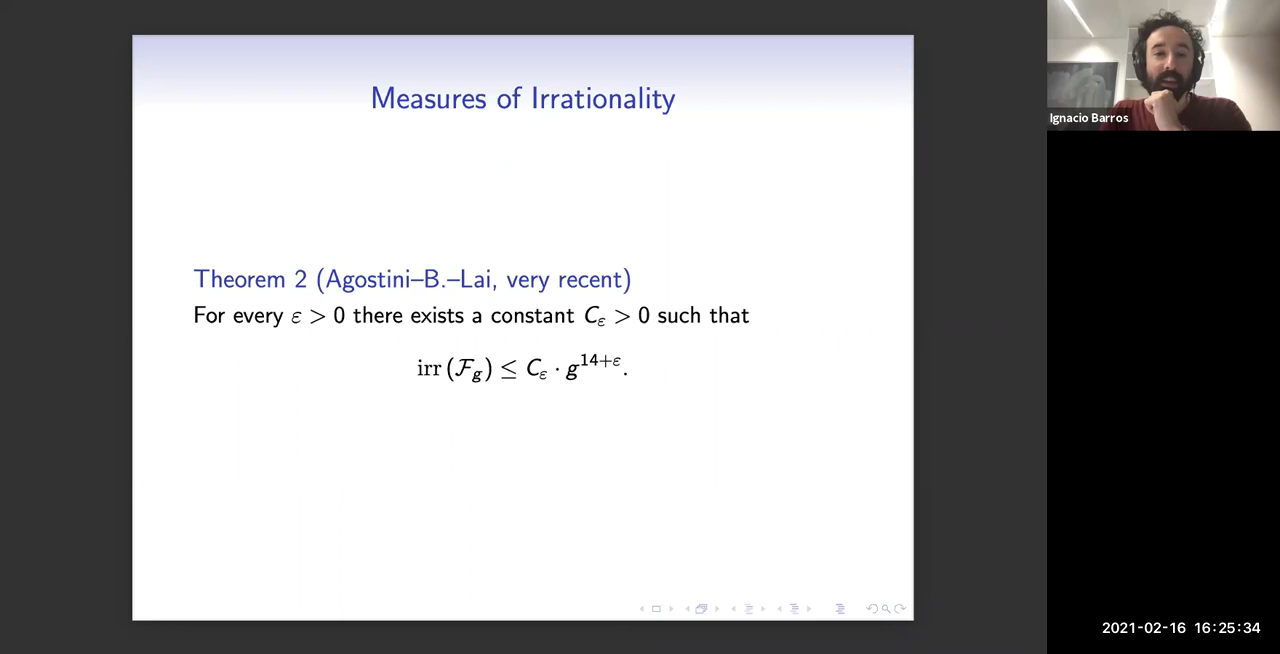 Measures of Irrationality
Ignacio Barros
Theorem 2 (Agostini–B.–Lai, very recent)
For every ε > 0 there exists a constant C_ε > 0 such that
irr (𝓕_g) ≤ C_ε · g^{14+ε}.
2021-02-16 16:25:34